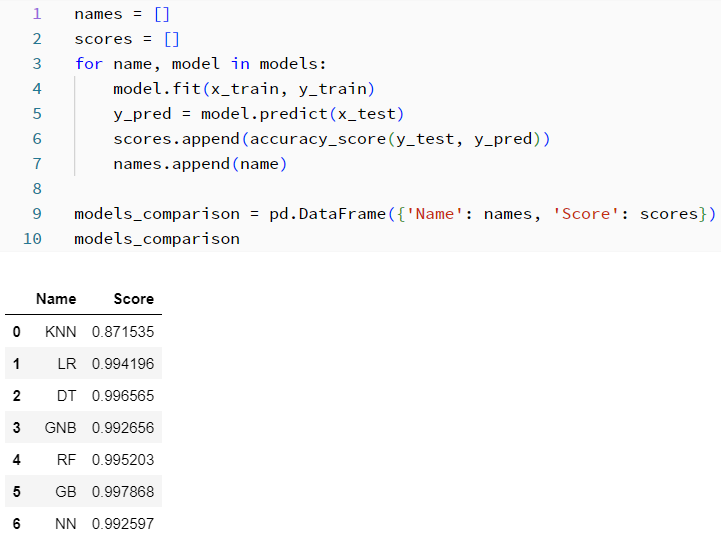 1 names = []
2 scores = []
3 for name, model in models:
4     model.fit(x_train, y_train)
5     y_pred = model.predict(x_test)
6     scores.append(accuracy_score(y_test, y_pred))
7     names.append(name)
8
9 models_comparison = pd.DataFrame({'Name': names, 'Score': scores})
10 models_comparison
Name Score
0 KNN 0.871535
1 LR 0.994196
2 DT 0.996565
3 GNB 0.992656
4 RF 0.995203
5 GB 0.997868
6 NN 0.992597